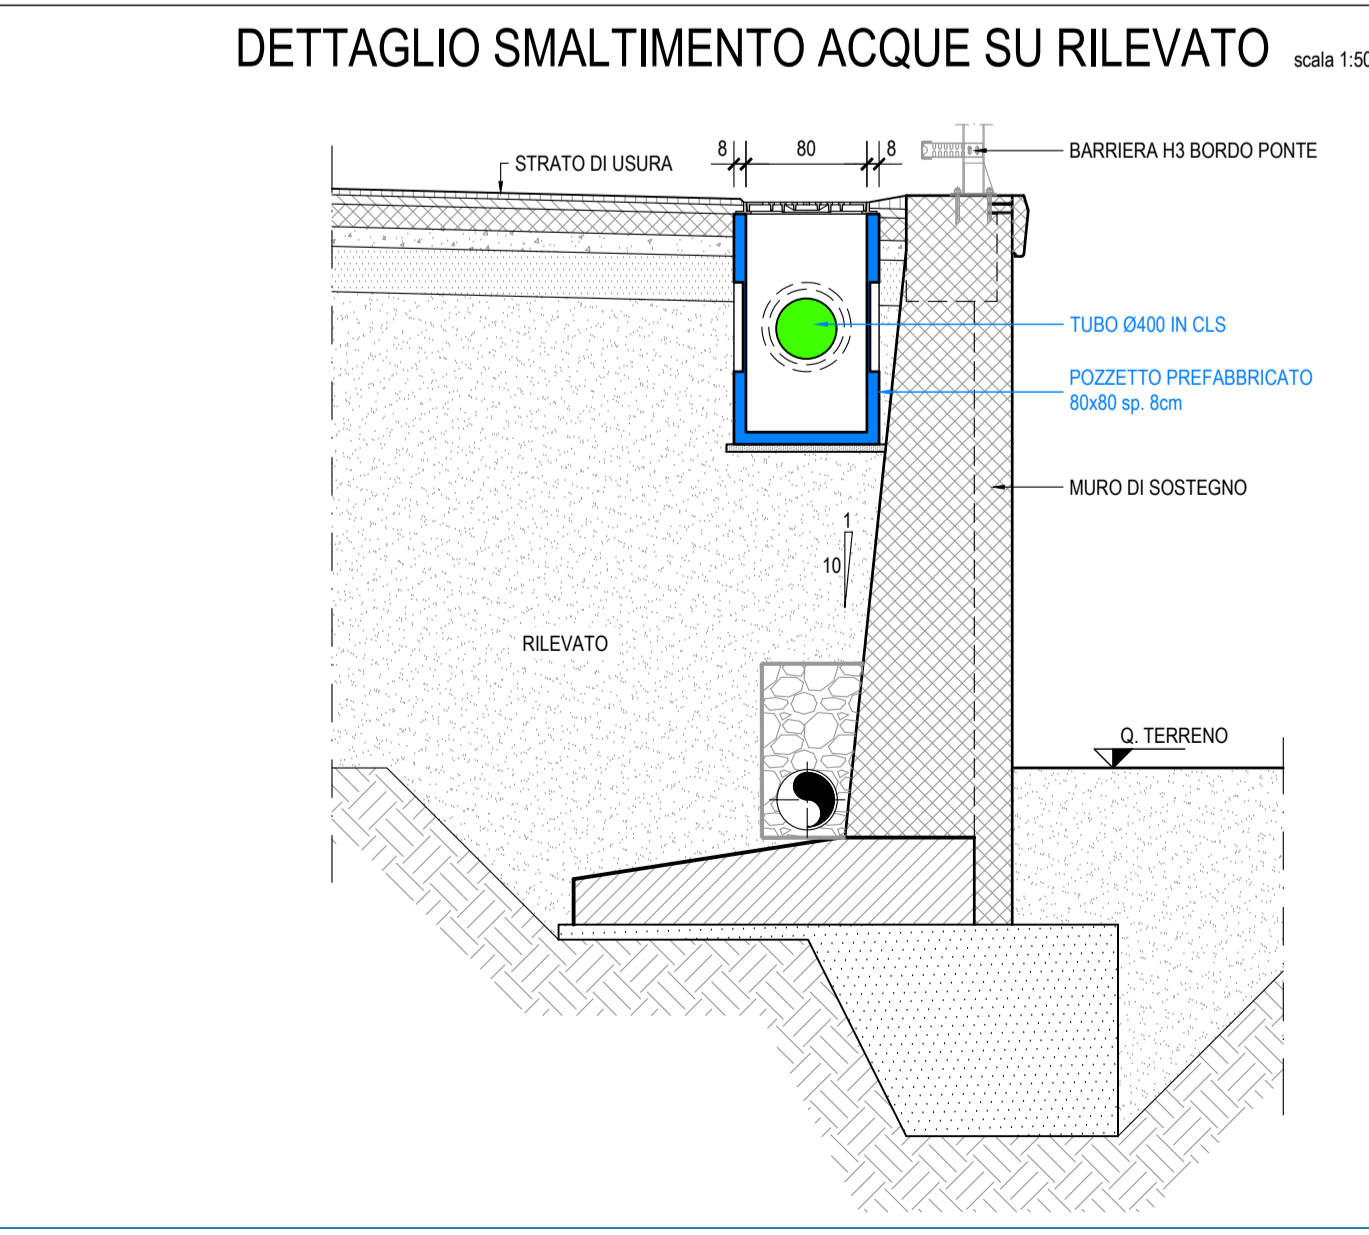 DETTAGLIO SMALTIMENTO ACQUE SU RILEVATO scala 1:50
8 80 8
STRATO DI USURA
BARRIERA H3 BORDO PONTE
TUBO Ø400 IN CLS
POZZETTO PREFABBRICATO
80x80 sp. 8cm
MURO DI SOSTEGNO
1
10
RILEVATO
Q. TERRENO